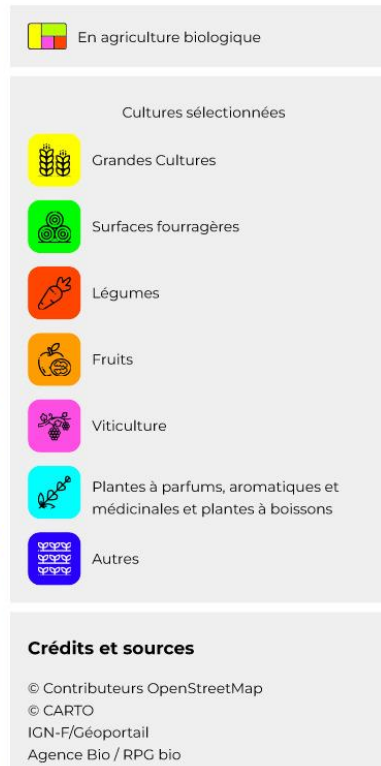 En agriculture biologique
Cultures sélectionnées
Grandes Cultures
Surfaces fourragères
Légumes
Fruits
Viticulture
Plantes à parfums, aromatiques et
médicinales et plantes à boissons
Autres
Crédits et sources
© Contributeurs OpenStreetMap
© CARTO
IGN-F/Géoportail
Agence Bio / RPG bio